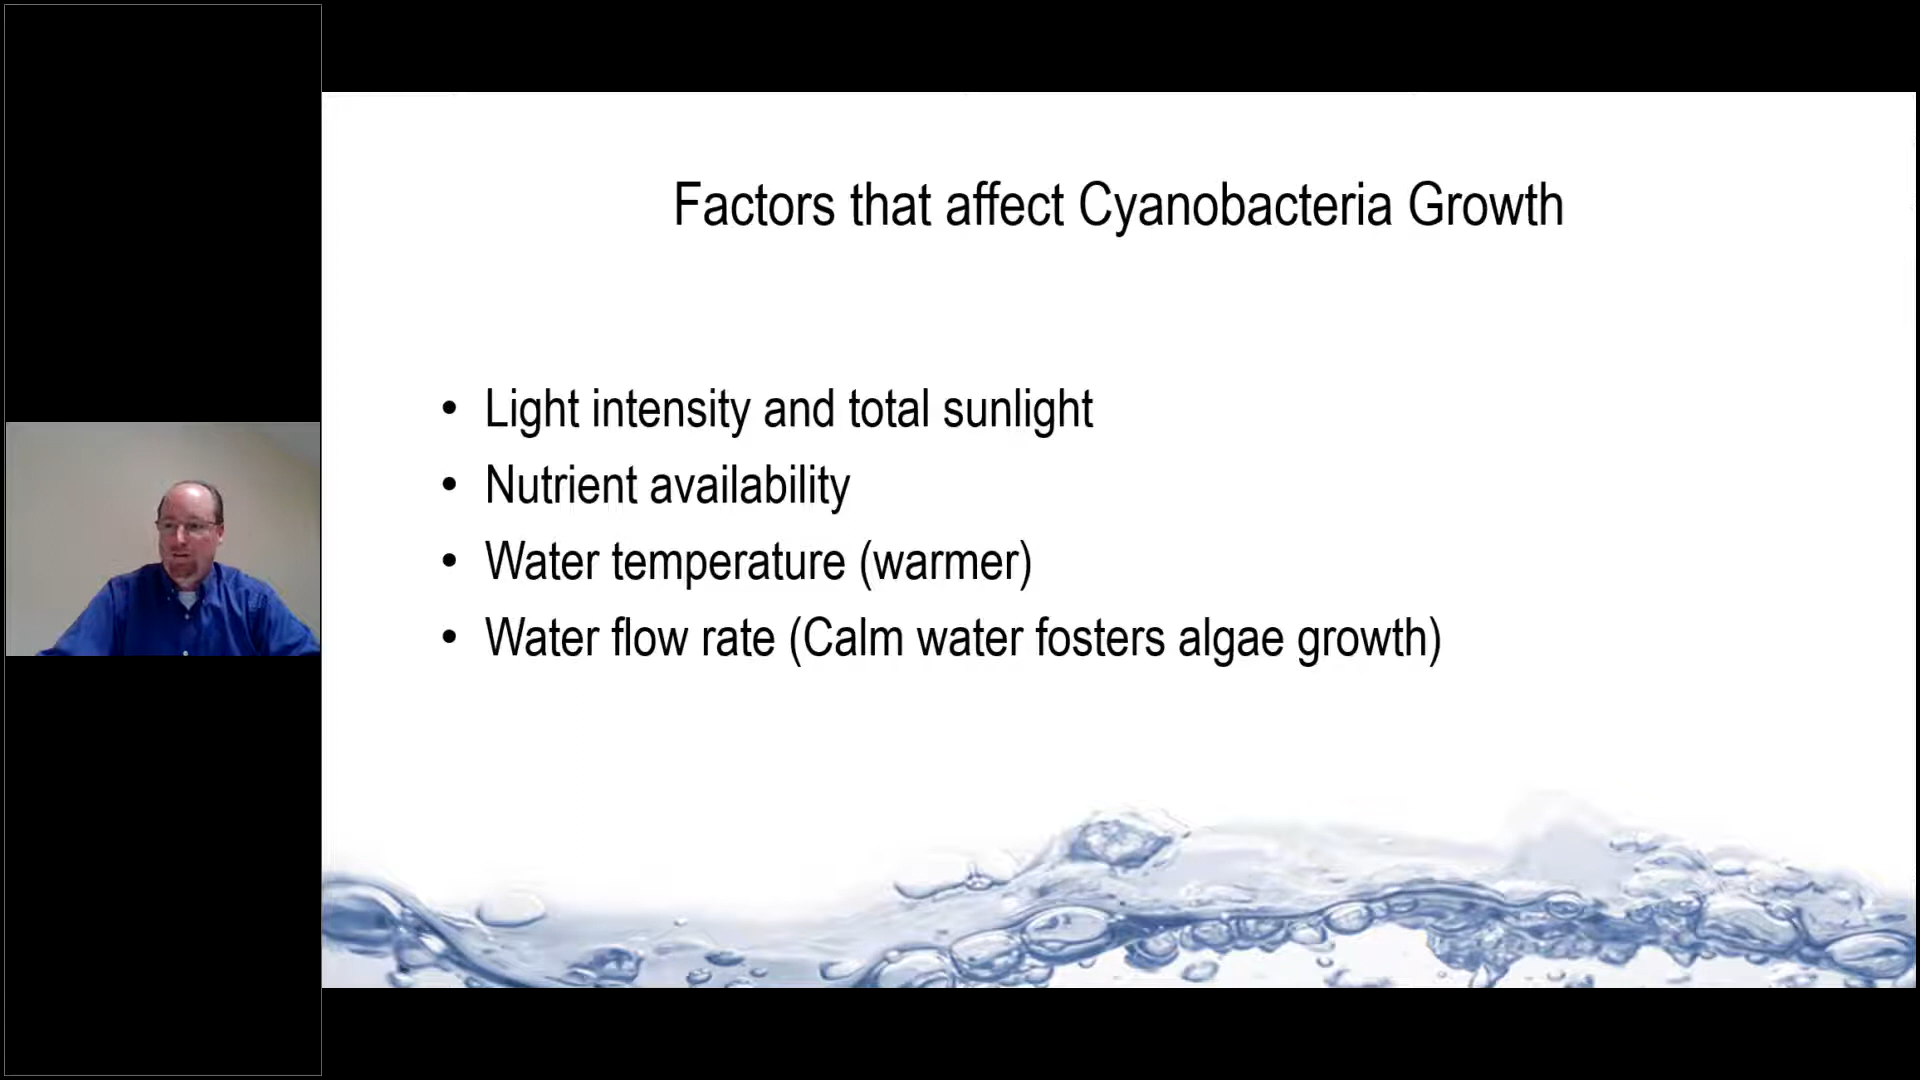 Factors that affect Cyanobacteria Growth
• Light intensity and total sunlight
• Nutrient availability
• Water temperature (warmer)
• Water flow rate (Calm water fosters algae growth)